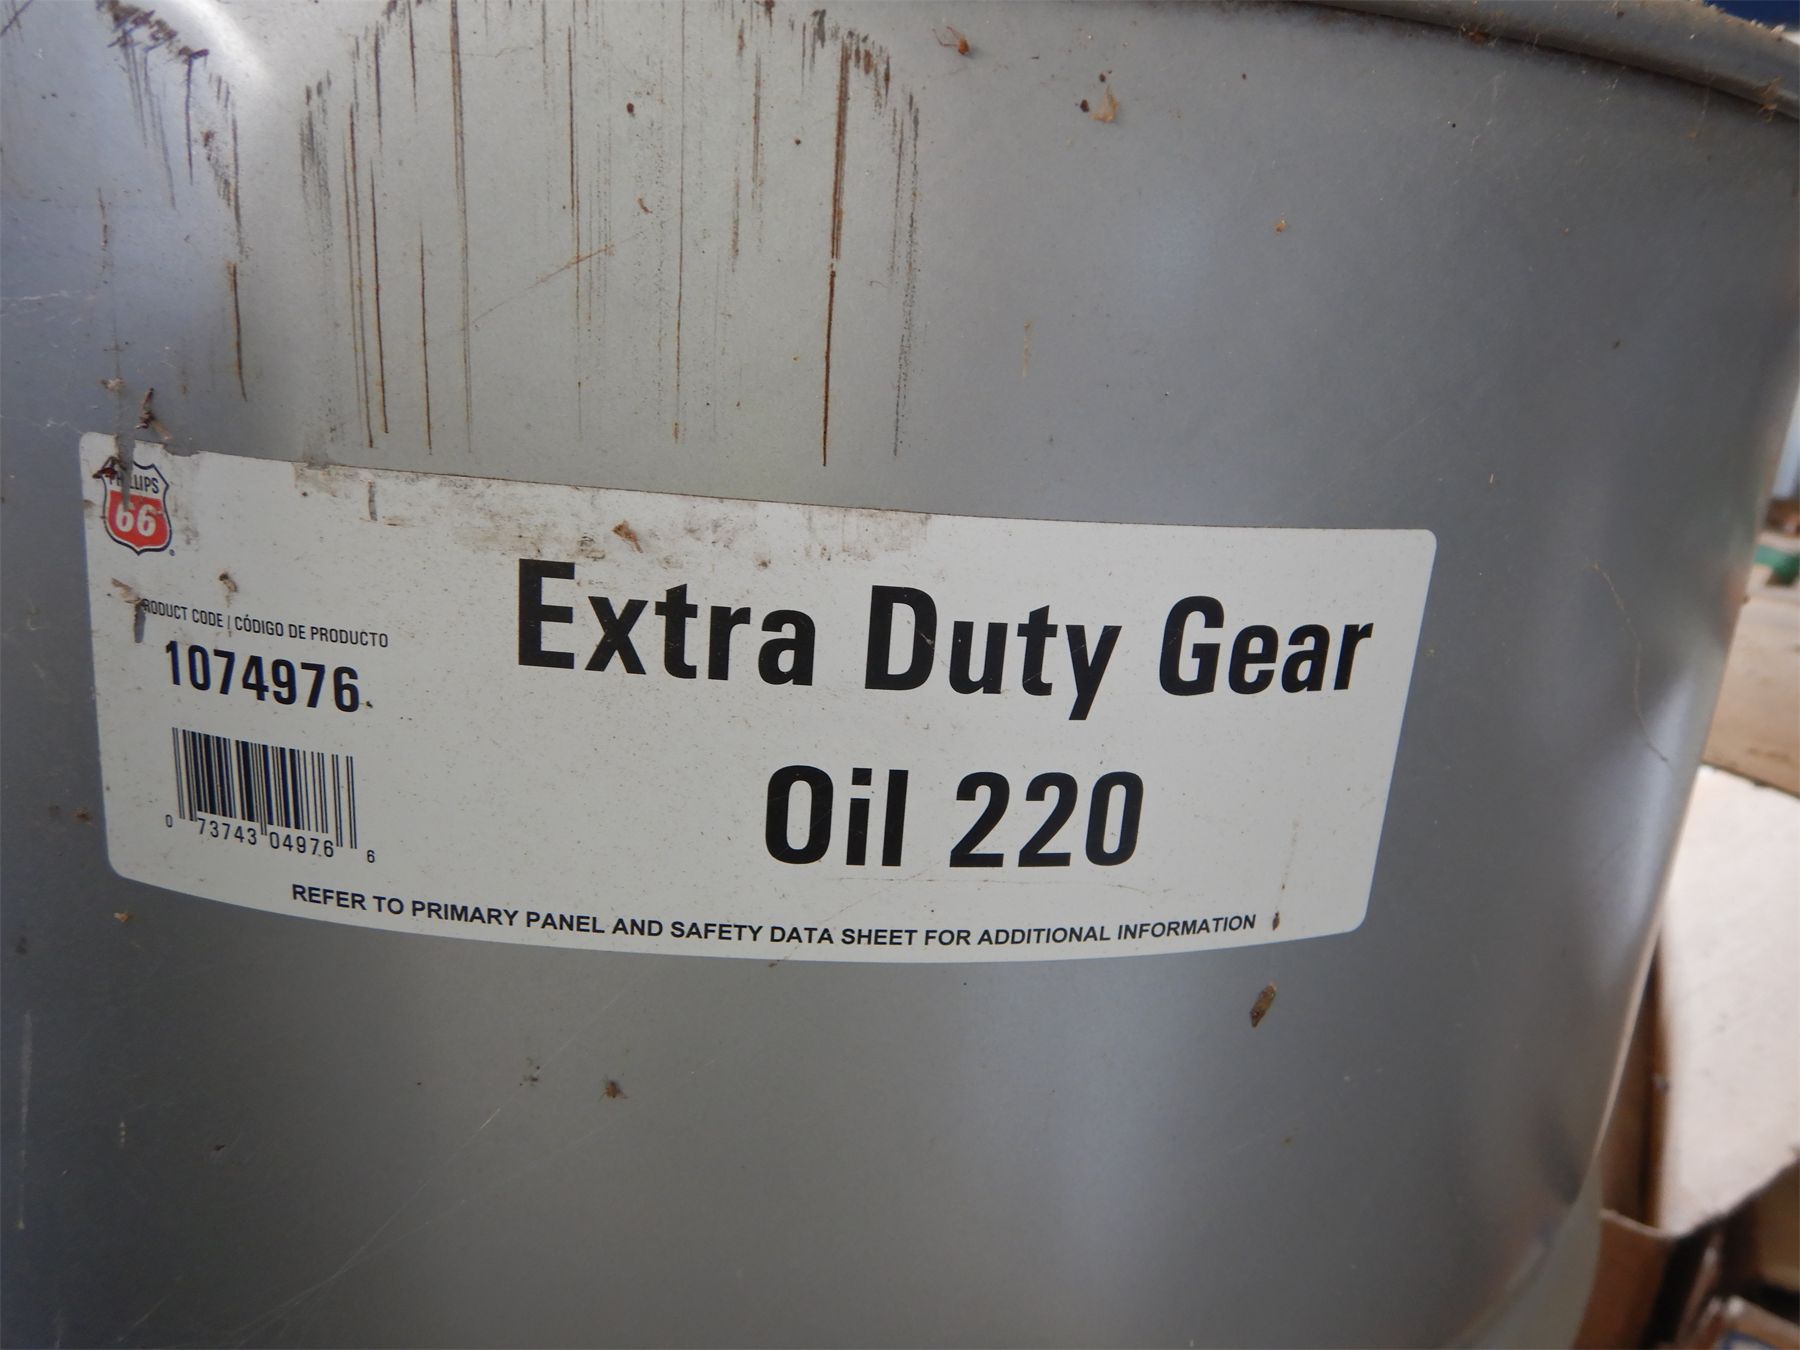 PHILLIPS
66
PRODUCT CODE | CÓDIGO DE PRODUCTO
1074976
0 73743 04976 6
Extra Duty Gear
Oil 220
REFER TO PRIMARY PANEL AND SAFETY DATA SHEET FOR ADDITIONAL INFORMATION